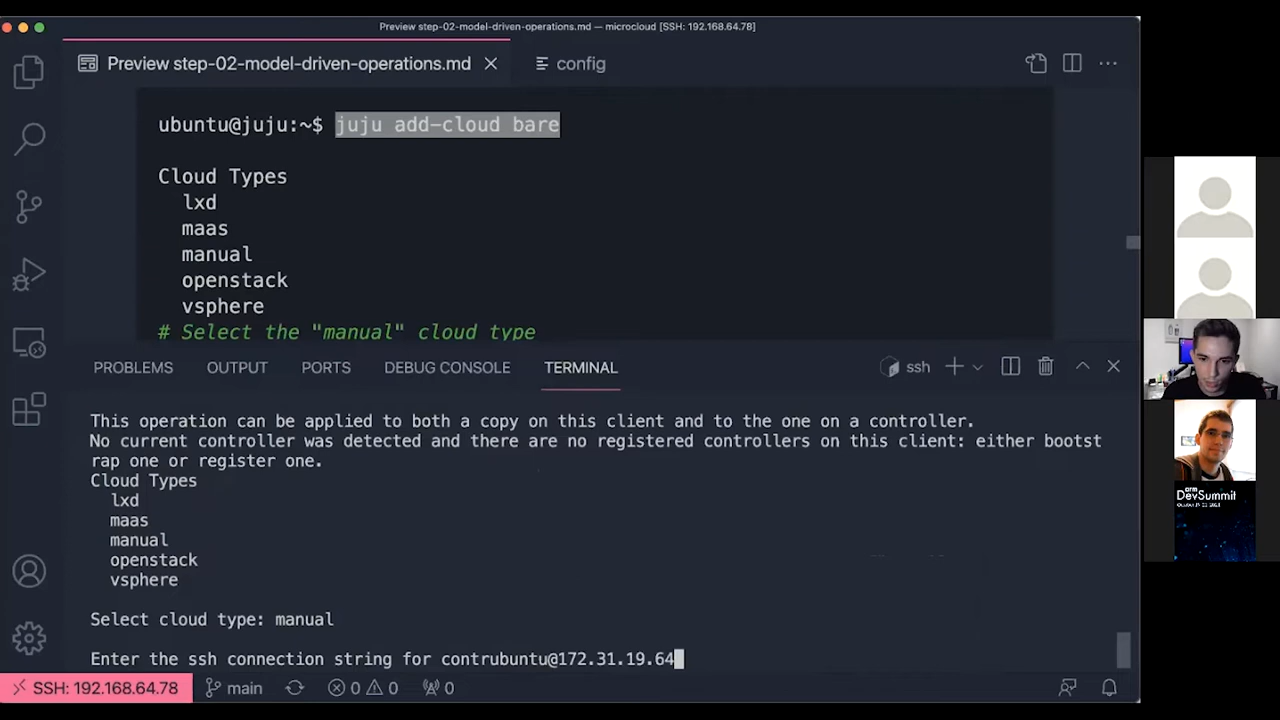 Preview step-02-model-driven-operations.md — microcloud [SSH: 192.168.64.78]
Preview step-02-model-driven-operations.md
config
ubuntu@juju:~$ juju add-cloud bare
Cloud Types
lxd
maas
manual
openstack
vsphere
# Select the "manual" cloud type
PROBLEMS OUTPUT PORTS DEBUG CONSOLE TERMINAL
ssh
This operation can be applied to both a copy on this client and to the one on a controller.
No current controller was detected and there are no registered controllers on this client: either bootst
rap one or register one.
Cloud Types
lxd
maas
manual
openstack
vsphere
Select cloud type: manual
Enter the ssh connection string for contrubuntu@172.31.19.64
SSH: 192.168.64.78 main 0 0 0
arm
DevSummit